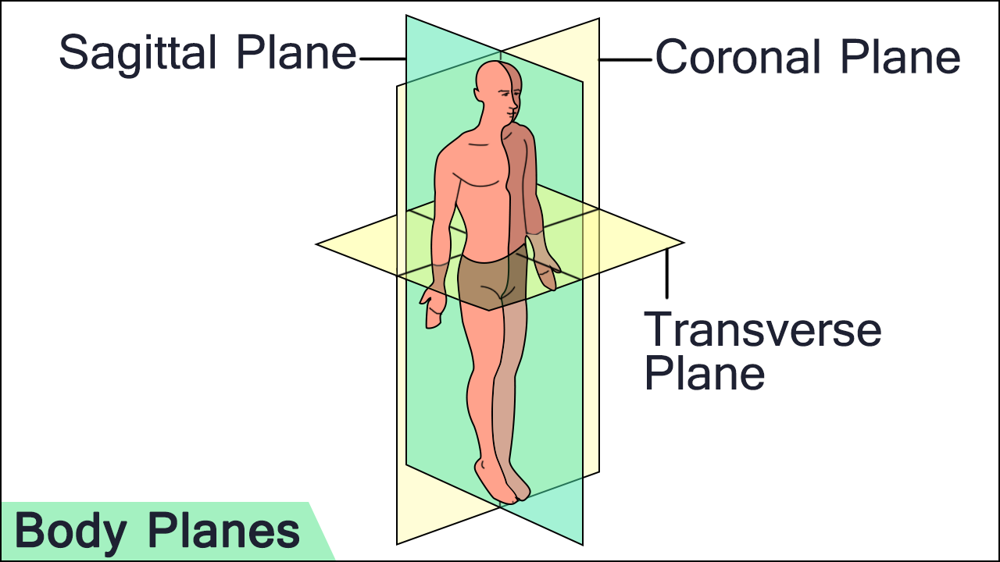 Sagittal Plane
Coronal Plane
Transverse
Plane
Body Planes